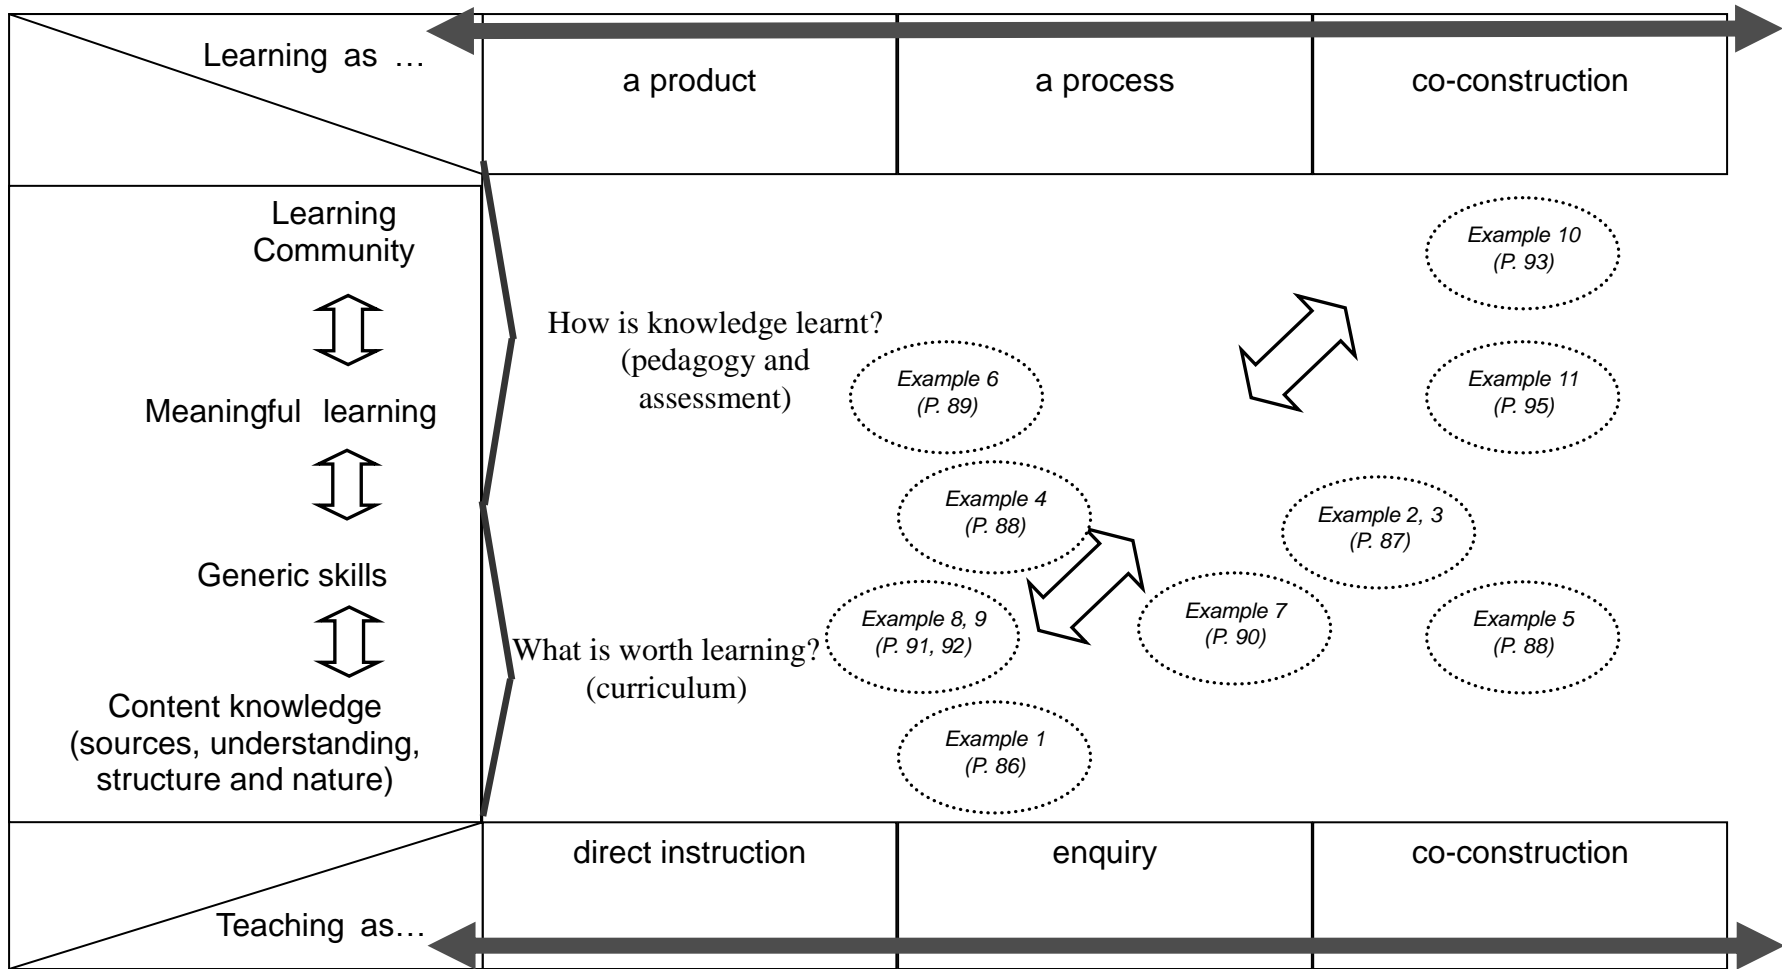 Learning as …
a product
a process
co-construction
Learning
Community
Meaningful learning
Generic skills
Content knowledge
(sources, understanding,
structure and nature)
How is knowledge learnt?
(pedagogy and
assessment)
What is worth learning?
(curriculum)
Example 10
(P. 93)
Example 6
(P. 89)
Example 11
(P. 95)
Example 4
(P. 88)
Example 2, 3
(P. 87)
Example 8, 9
(P. 91, 92)
Example 7
(P. 90)
Example 5
(P. 88)
Example 1
(P. 86)
direct instruction
enquiry
co-construction
Teaching as…